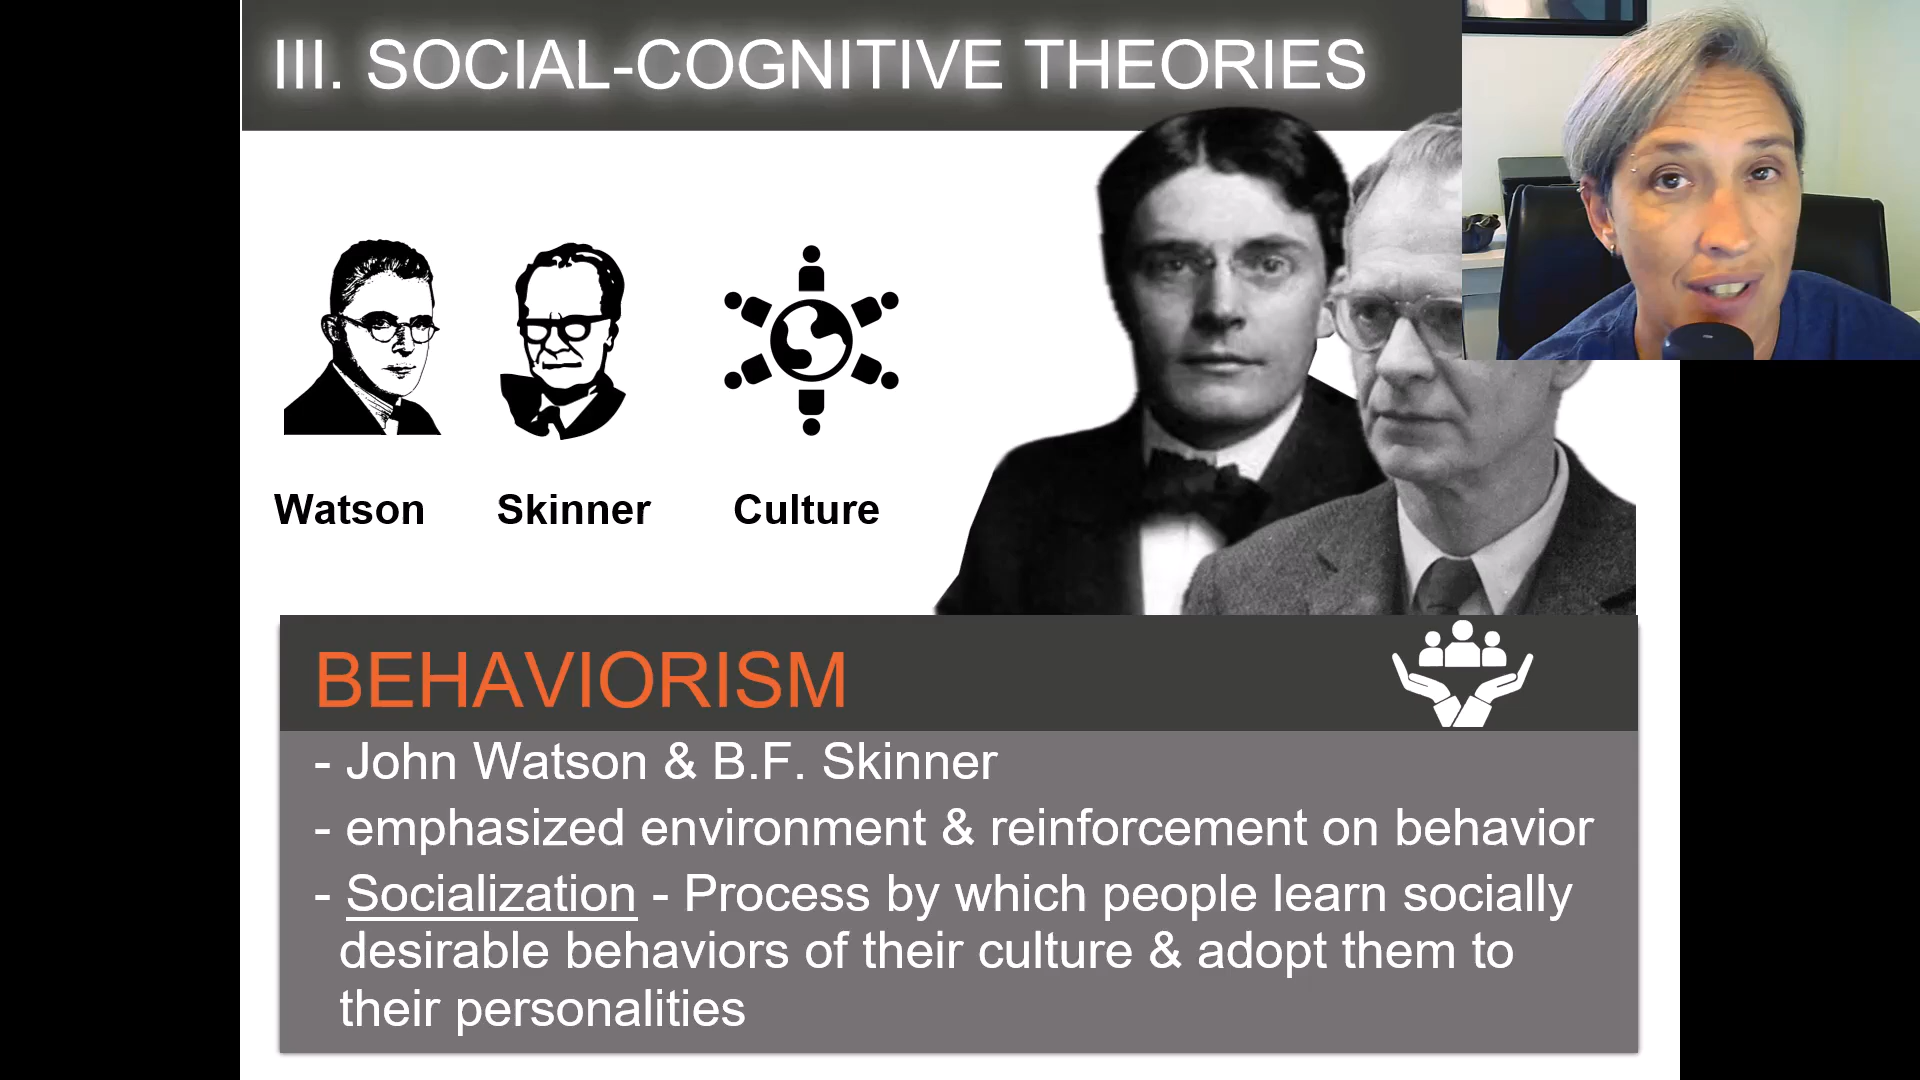 III. SOCIAL-COGNITIVE THEORIES
Watson Skinner Culture
BEHAVIORISM
- John Watson & B.F. Skinner
- emphasized environment & reinforcement on behavior
- Socialization - Process by which people learn socially
desirable behaviors of their culture & adopt them to
their personalities